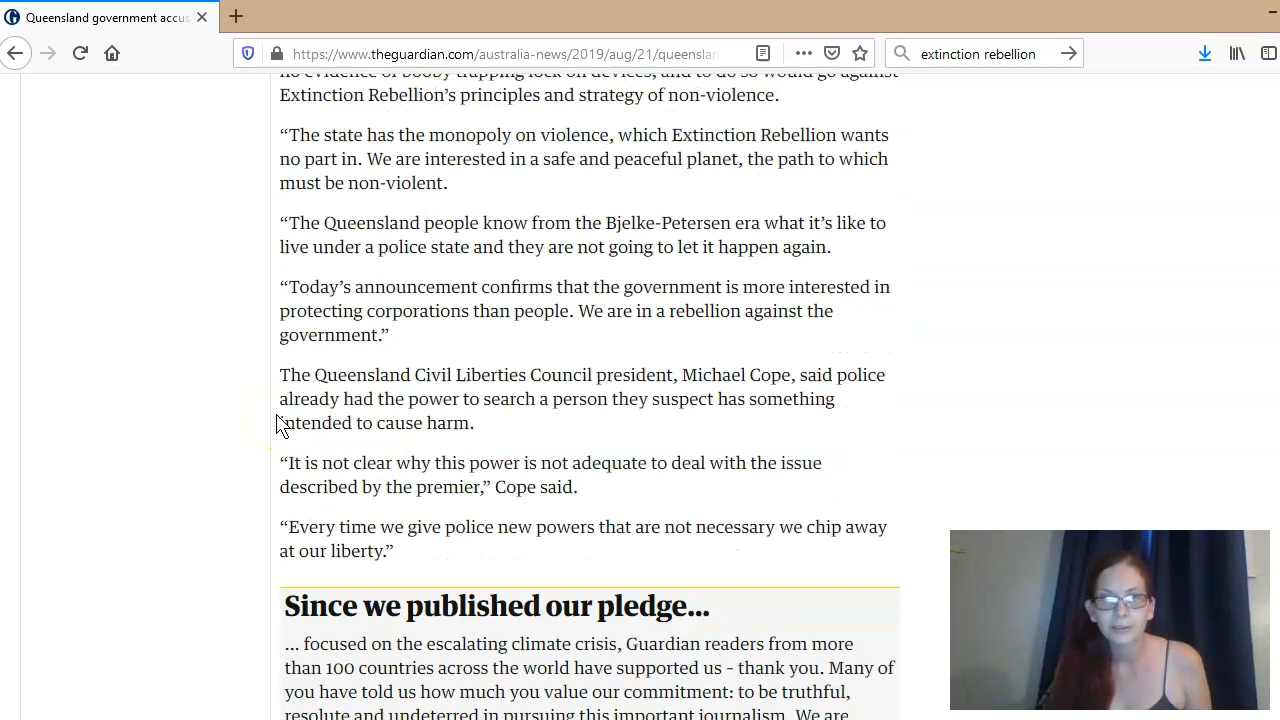 Queensland government accus
https://www.theguardian.com/australia-news/2019/aug/21/queenslan
extinction rebellion
no evidence of booby trapping lock on devices, and to do so would go against
Extinction Rebellion’s principles and strategy of non-violence.
“The state has the monopoly on violence, which Extinction Rebellion wants
no part in. We are interested in a safe and peaceful planet, the path to which
must be non-violent.
“The Queensland people know from the Bjelke-Petersen era what it’s like to
live under a police state and they are not going to let it happen again.
“Today’s announcement confirms that the government is more interested in
protecting corporations than people. We are in a rebellion against the
government.”
The Queensland Civil Liberties Council president, Michael Cope, said police
already had the power to search a person they suspect has something
intended to cause harm.
“It is not clear why this power is not adequate to deal with the issue
described by the premier,” Cope said.
“Every time we give police new powers that are not necessary we chip away
at our liberty.”
Since we published our pledge...
... focused on the escalating climate crisis, Guardian readers from more
than 100 countries across the world have supported us – thank you. Many of
you have told us how much you value our commitment: to be truthful,
resolute and undeterred in pursuing this important journalism. We are